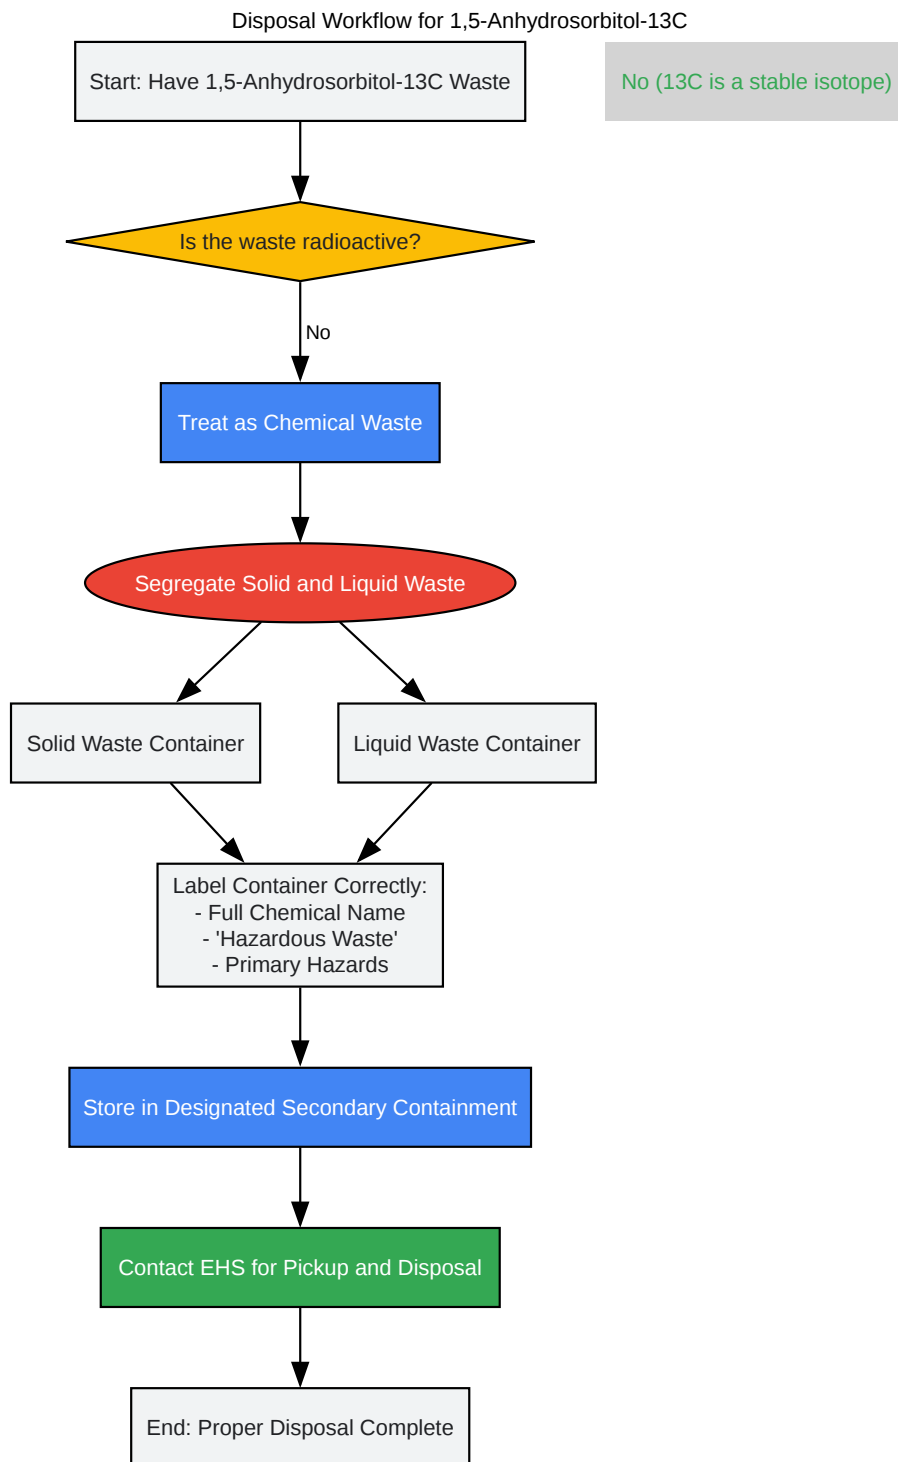 Disposal Workflow for 1,5-Anhydrosorbitol-13C
Start: Have 1,5-Anhydrosorbitol-13C Waste
No (13C is a stable isotope)
Is the waste radioactive?
No
Treat as Chemical Waste
Segregate Solid and Liquid Waste
Solid Waste Container
Liquid Waste Container
Label Container Correctly:
- Full Chemical Name
- 'Hazardous Waste'
- Primary Hazards
Store in Designated Secondary Containment
Contact EHS for Pickup and Disposal
End: Proper Disposal Complete